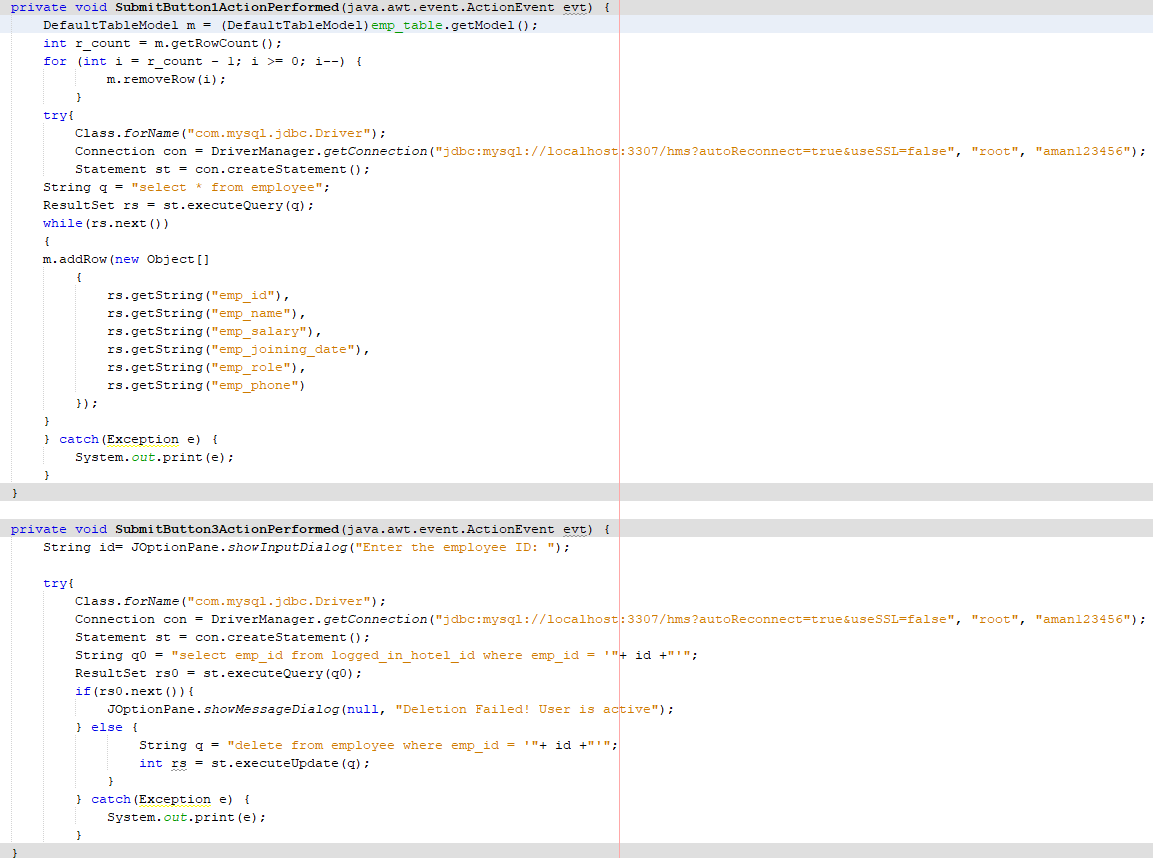 private void SubmitButton1ActionPerformed(java.awt.event.ActionEvent evt) {
DefaultTableModel m = (DefaultTableModel)emp_table.getModel();
int r_count = m.getRowCount();
for (int i = r_count - 1; i >= 0; i--) {
m.removeRow(i);
}
try{
Class.forName("com.mysql.jdbc.Driver");
Connection con = DriverManager.getConnection("jdbc:mysql://localhost:3307/hms?autoReconnect=true&useSSL=false", "root", "aman123456");
Statement st = con.createStatement();
String q = "select * from employee";
ResultSet rs = st.executeQuery(q);
while(rs.next())
{
m.addRow(new Object[]
{
rs.getString("emp_id"),
rs.getString("emp_name"),
rs.getString("emp_salary"),
rs.getString("emp_joining_date"),
rs.getString("emp_role"),
rs.getString("emp_phone")
});
}
} catch(Exception e) {
System.out.print(e);
}
}
private void SubmitButton3ActionPerformed(java.awt.event.ActionEvent evt) {
String id= JOptionPane.showInputDialog("Enter the employee ID: ");
try{
Class.forName("com.mysql.jdbc.Driver");
Connection con = DriverManager.getConnection("jdbc:mysql://localhost:3307/hms?autoReconnect=true&useSSL=false", "root", "aman123456");
Statement st = con.createStatement();
String q0 = "select emp_id from logged_in_hotel_id where emp_id = '"+ id +"'";
ResultSet rs0 = st.executeQuery(q0);
if(rs0.next()){
JOptionPane.showMessageDialog(null, "Deletion Failed! User is active");
} else {
String q = "delete from employee where emp_id = '"+ id +"'";
int rs = st.executeUpdate(q);
}
} catch(Exception e) {
System.out.print(e);
}
}